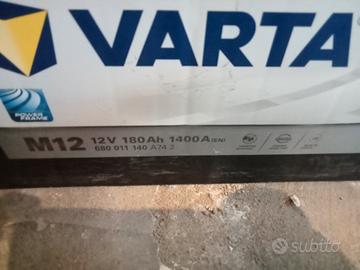 VARTA
POWER
FRAME
M12 12V 180Ah 1400A (EN)
680 011 140 A74 2
subito